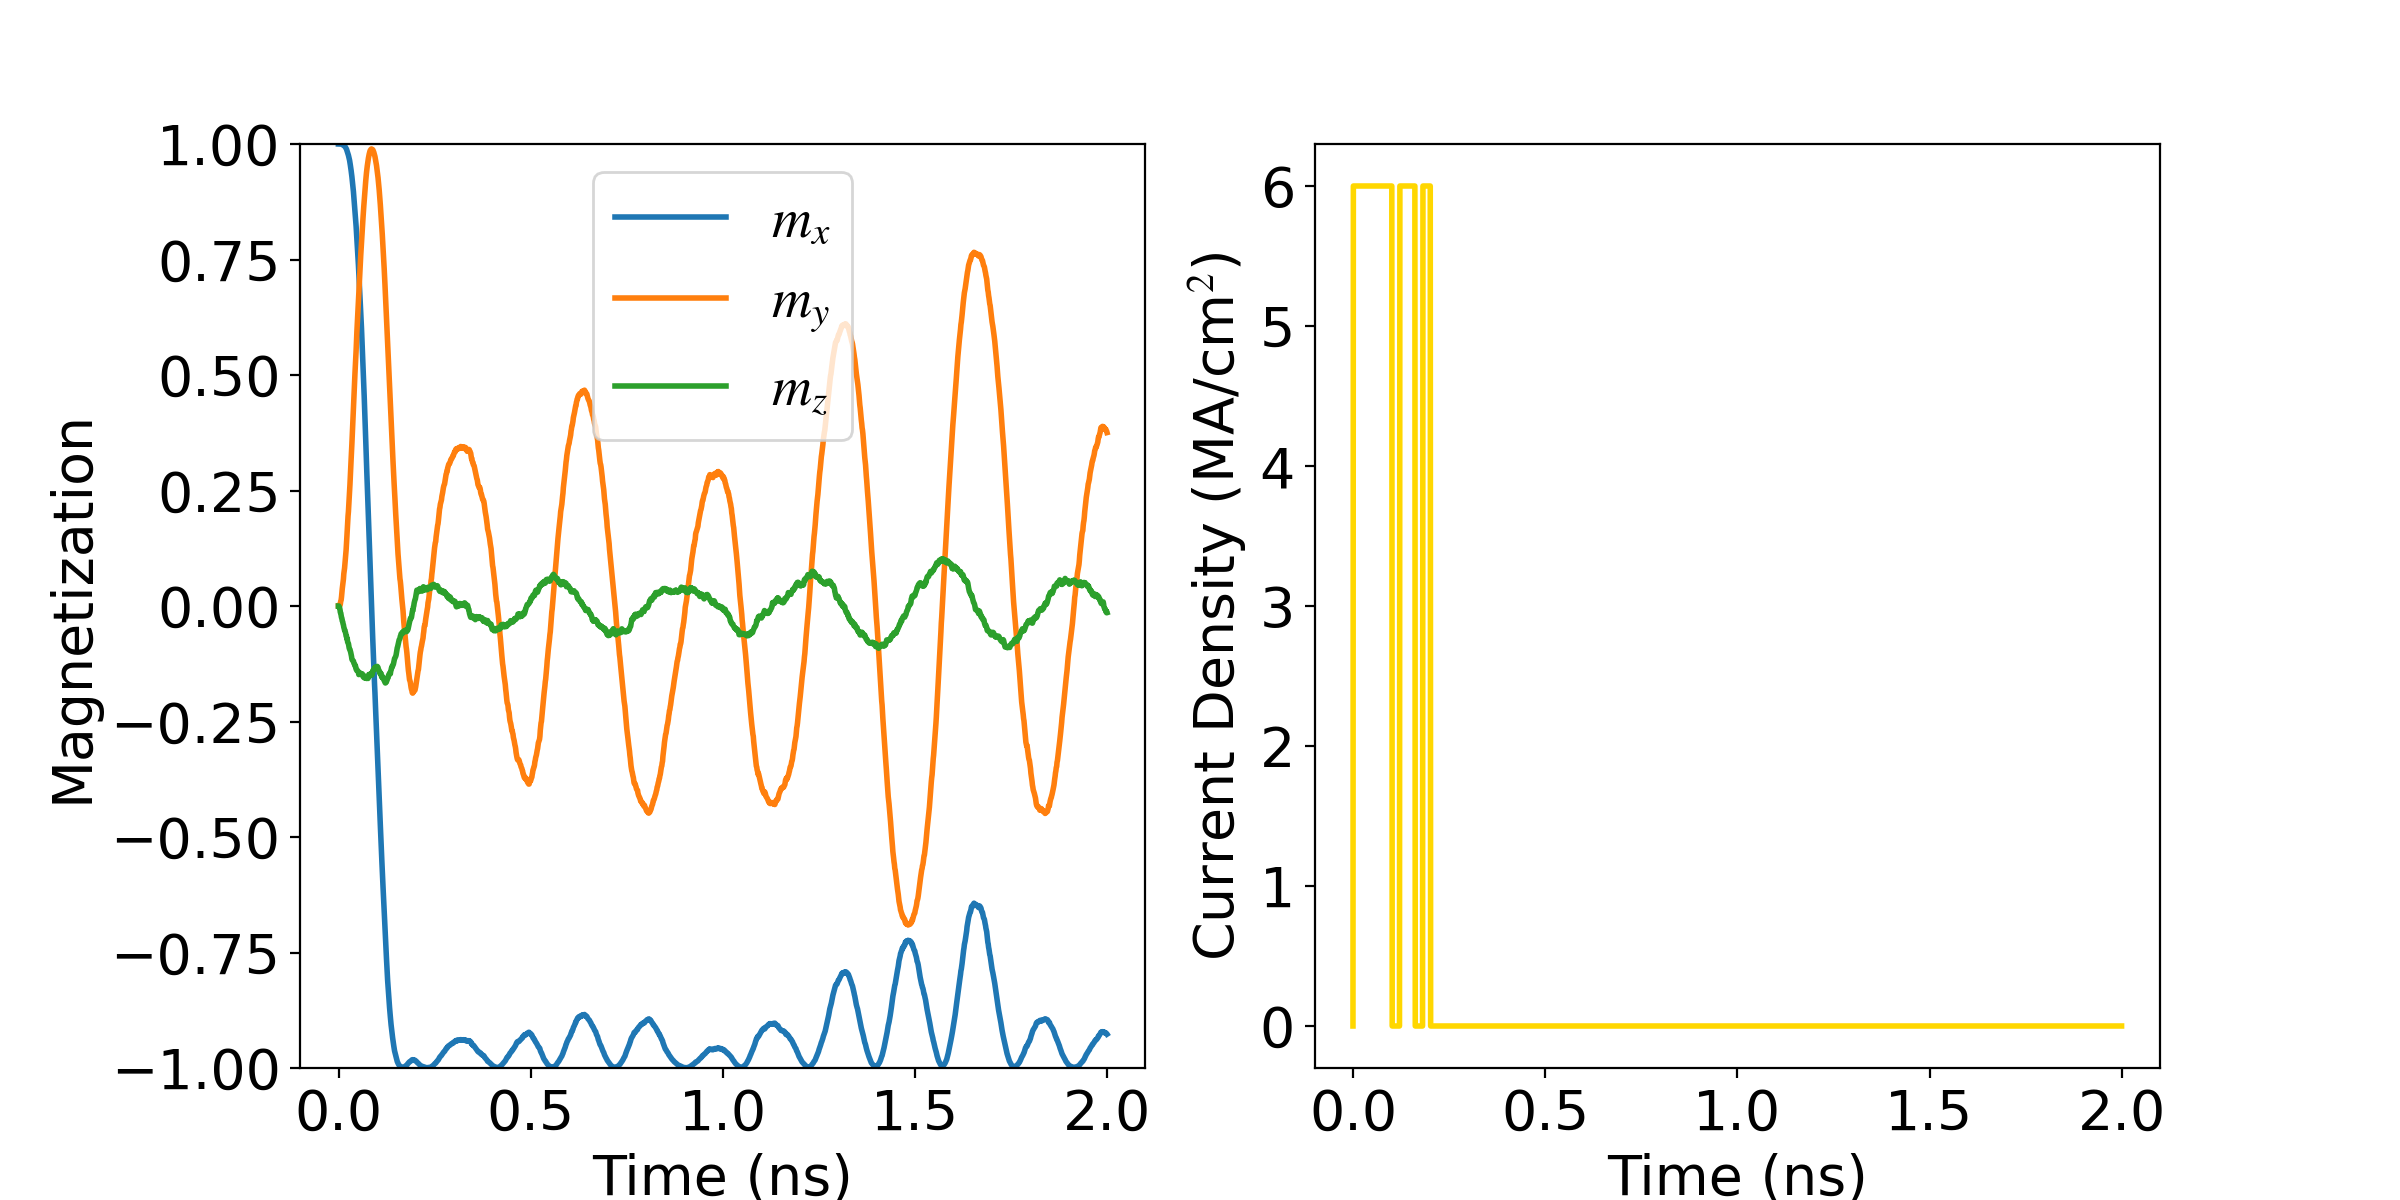 1.00
0.75
0.50
0.25
0.00
−0.25
−0.50
−0.75
−1.00
Magnetization
0.0 0.5 1.0 1.5 2.0
Time (ns)
m_x
m_y
m_z
6
5
4
3
2
1
0
Current Density (MA/cm²)
0.0 0.5 1.0 1.5 2.0
Time (ns)